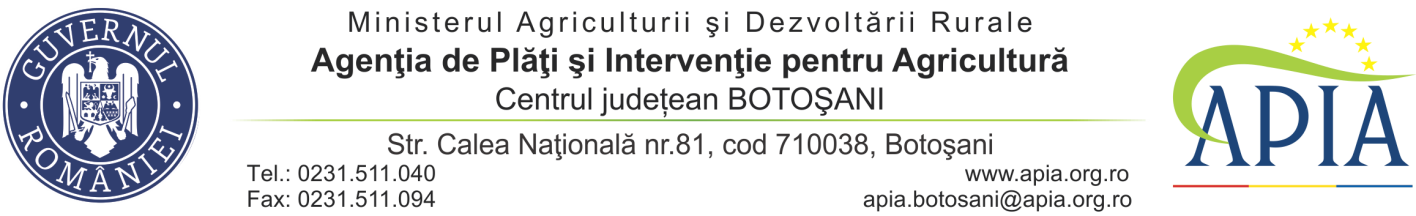 GUVERNUL ROMÂNIEI
Ministerul Agriculturii şi Dezvoltării Rurale
Agenţia de Plăţi şi Intervenţie pentru Agricultură
Centrul județean BOTOŞANI
Str. Calea Naţională nr.81, cod 710038, Botoşani
Tel.: 0231.511.040
www.apia.org.ro
Fax: 0231.511.094
apia.botosani@apia.org.ro
APIA